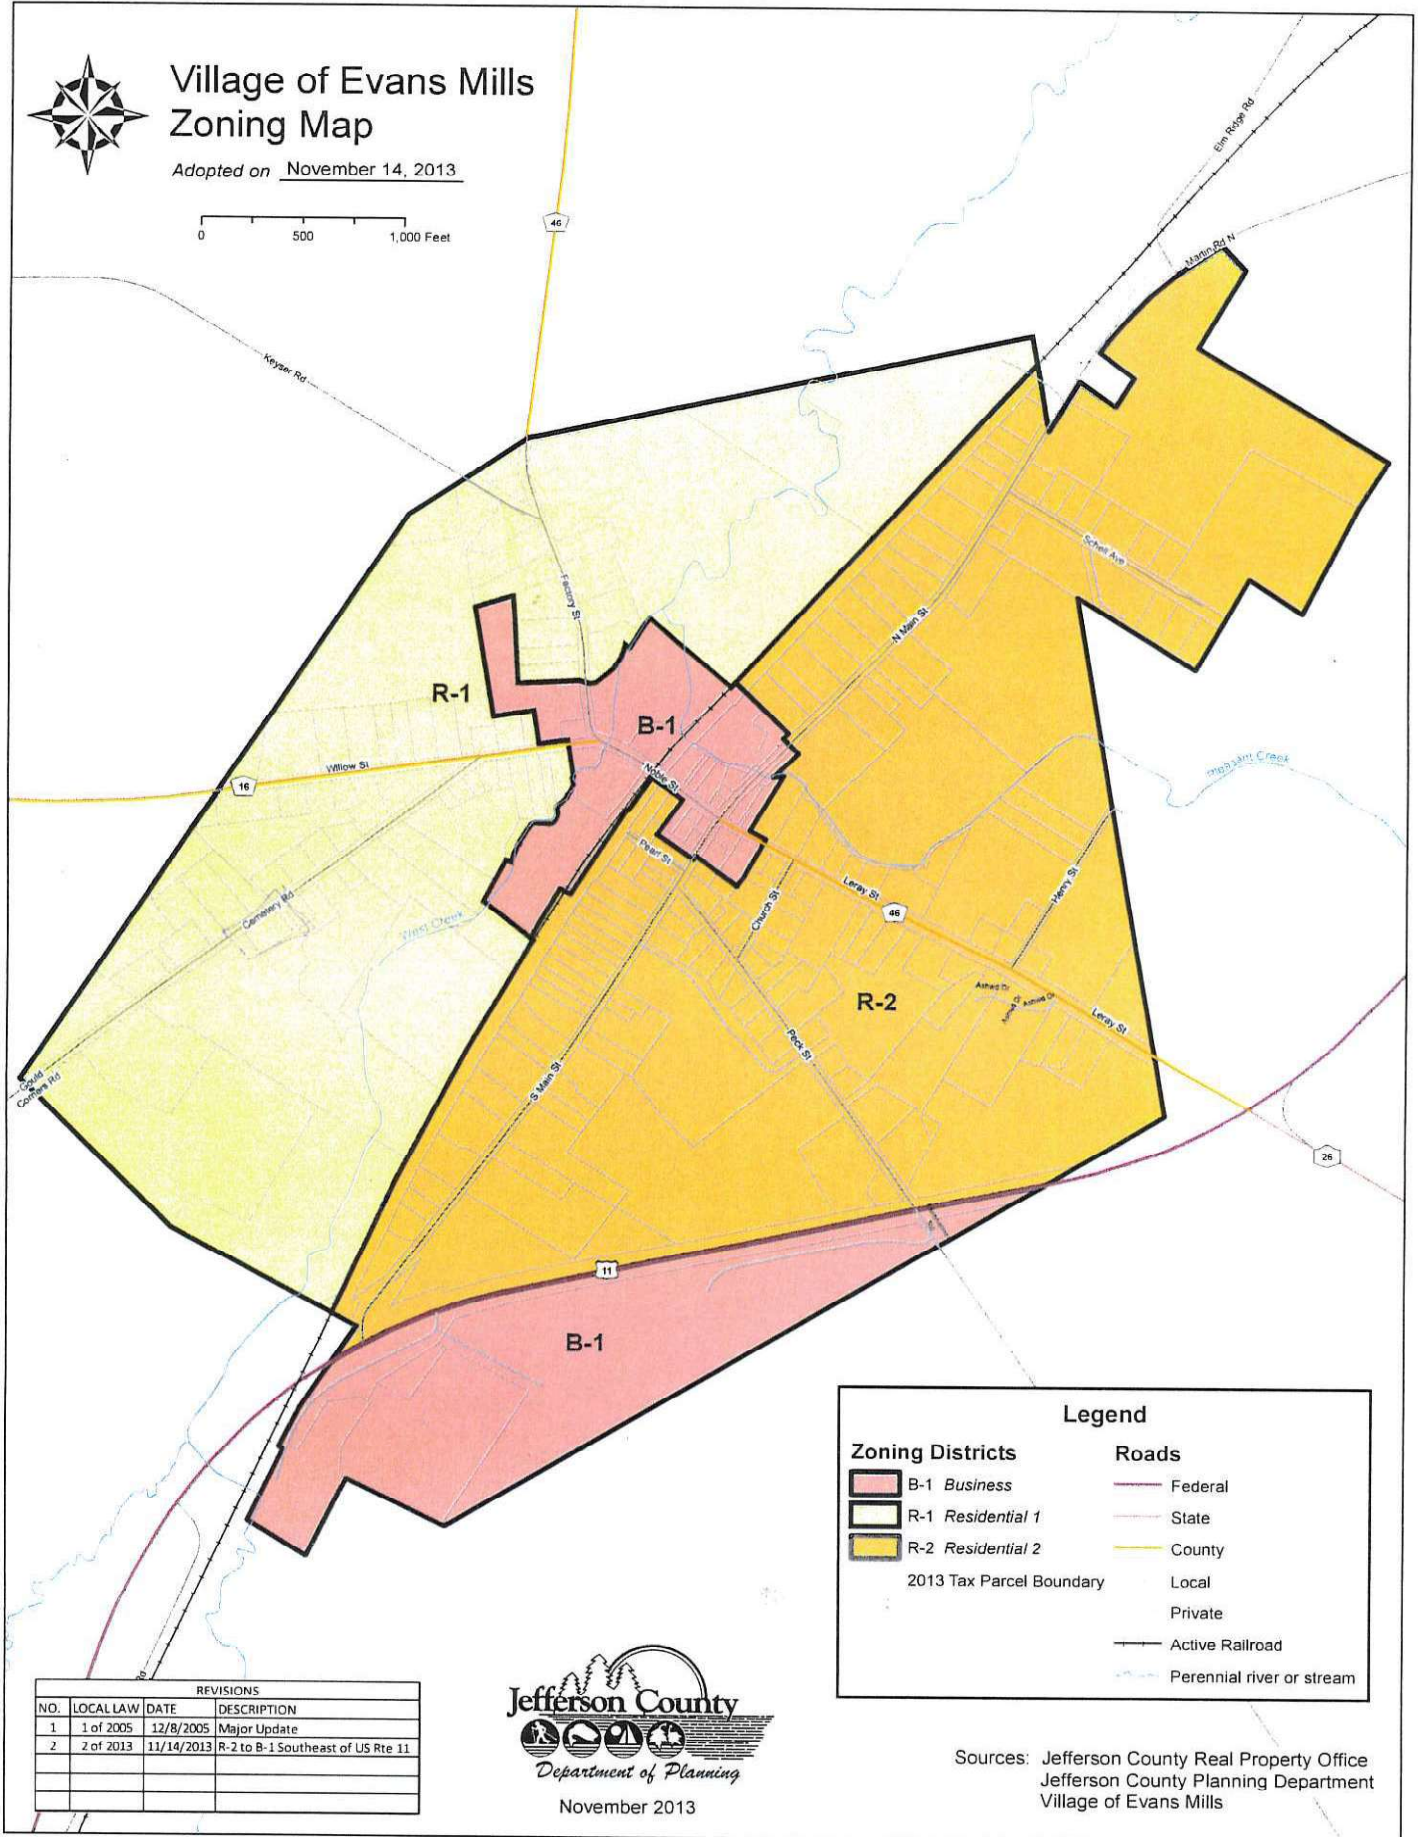 Village of Evans Mills
Zoning Map
Adopted on November 14, 2013
0 500 1,000 Feet
46
Elm Ridge Rd
Martin Rd N
Keyser Rd
Schell Ave
Factory St
N Main St
R-1
B-1
Willow St
16
Noble St
Pleasant Creek
Pearl St
Leray St
46
Henry St
Church St
Cemetery Rd
West Creek
R-2
Ashwd Dr
Ashwd Dr
Ashwd Dr
Leray St
Peck St
S Main St
Gould
Corners Rd
26
11
B-1
Legend
Zoning Districts
B-1 Business
R-1 Residential 1
R-2 Residential 2
2013 Tax Parcel Boundary
Roads
Federal
State
County
Local
Private
Active Railroad
Perennial river or stream
REVISIONS
NO. LOCAL LAW DATE DESCRIPTION
1 1 of 2005 12/8/2005 Major Update
2 2 of 2013 11/14/2013 R-2 to B-1 Southeast of US Rte 11
Jefferson County
Department of Planning
November 2013
Sources: Jefferson County Real Property Office
Jefferson County Planning Department
Village of Evans Mills